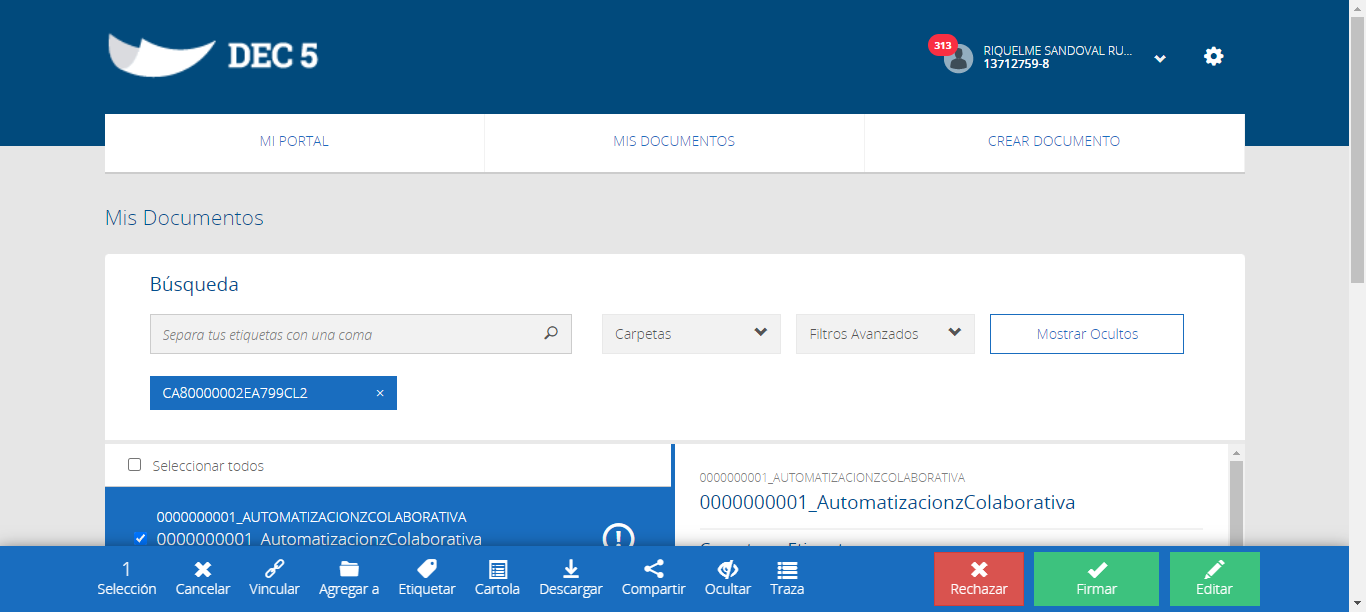 DEC 5
313
RIQUELME SANDOVAL RU...
13712759-8
MI PORTAL
MIS DOCUMENTOS
CREAR DOCUMENTO
Mis Documentos
Búsqueda
Separa tus etiquetas con una coma
Carpetas
Filtros Avanzados
Mostrar Ocultos
CA80000002EA799CL2 ×
Seleccionar todos
0000000001_AUTOMATIZACIONZCOLABORATIVA
0000000001_AutomatizacionzColaborativa
0000000001_AUTOMATIZACIONZCOLABORATIVA
0000000001_AutomatizacionzColaborativa
1
Selección
Cancelar
Vincular
Agregar a
Etiquetar
Cartola
Descargar
Compartir
Ocultar
Traza
Rechazar
Firmar
Editar